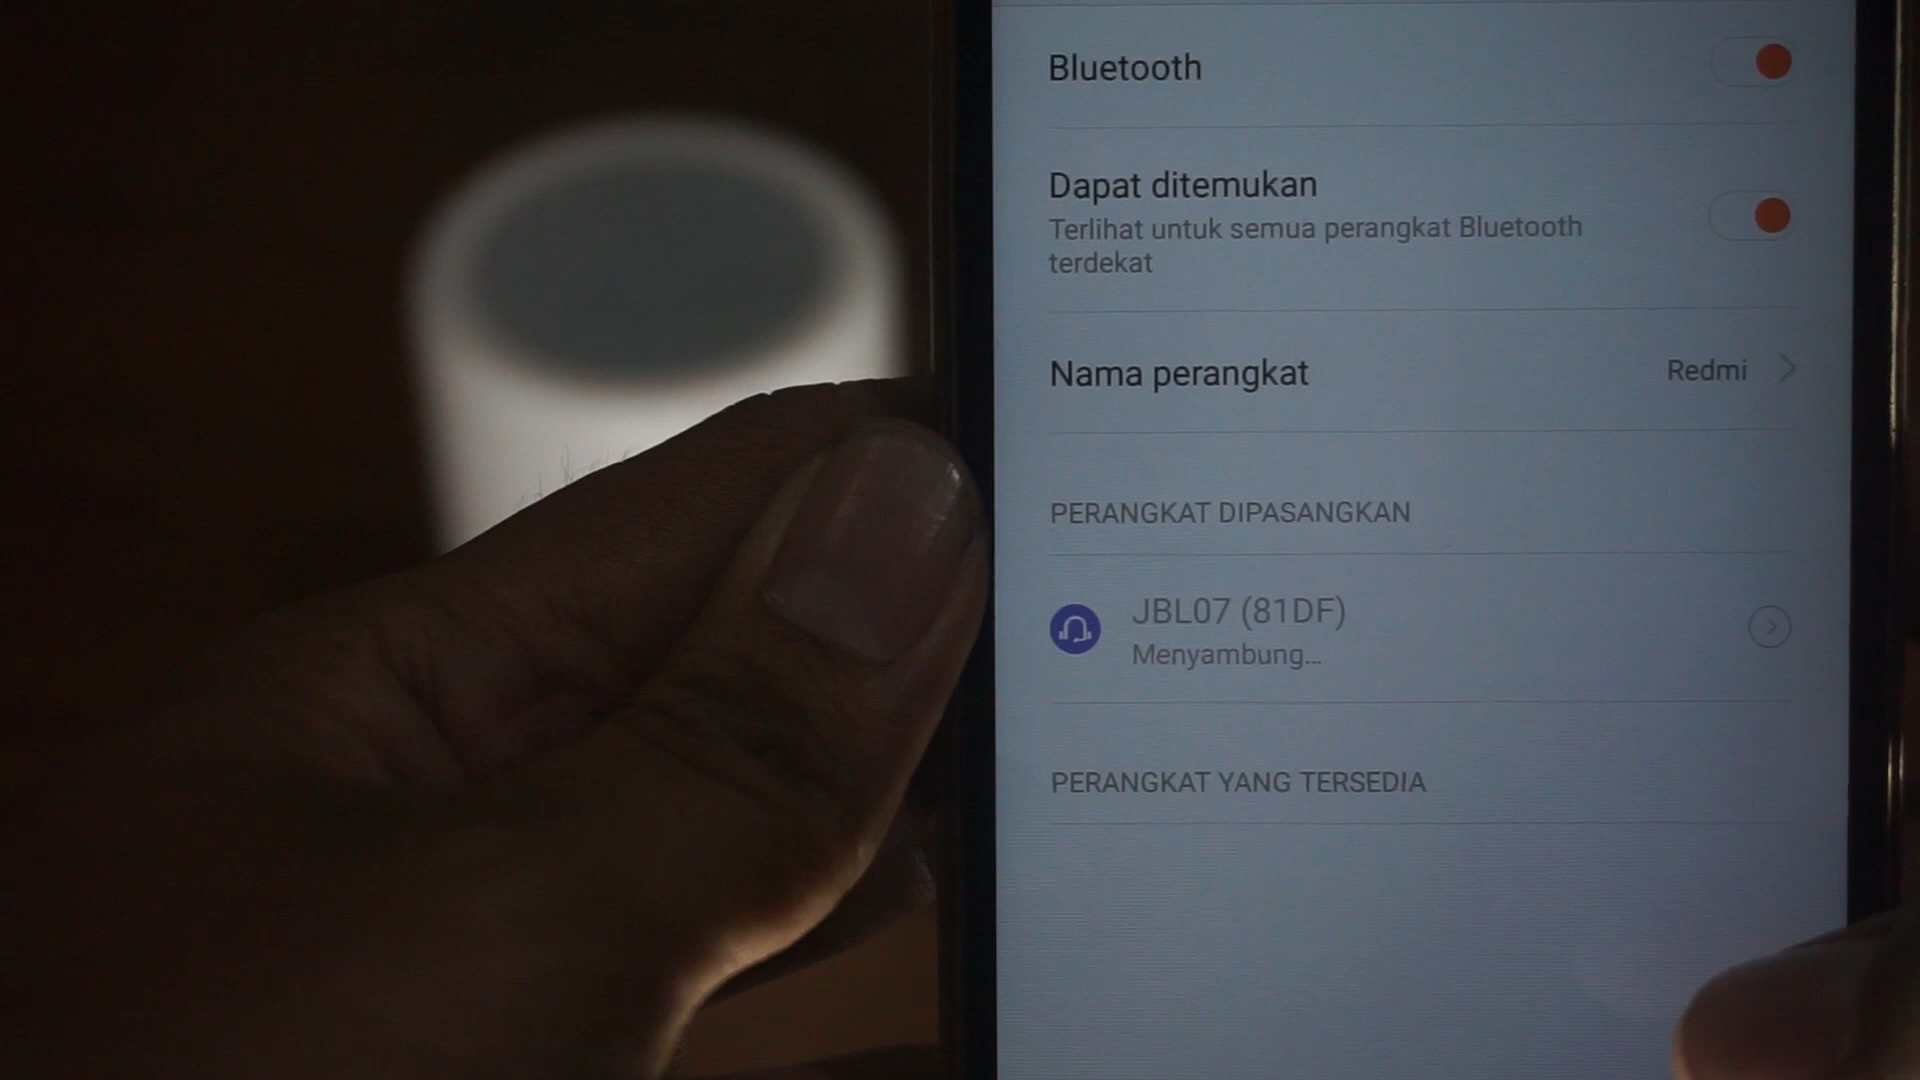 Bluetooth
Dapat ditemukan
Terlihat untuk semua perangkat Bluetooth
terdekat
Nama perangkat
Redmi
PERANGKAT DIPASANGKAN
JBL07 (81DF)
Menyambung...
PERANGKAT YANG TERSEDIA